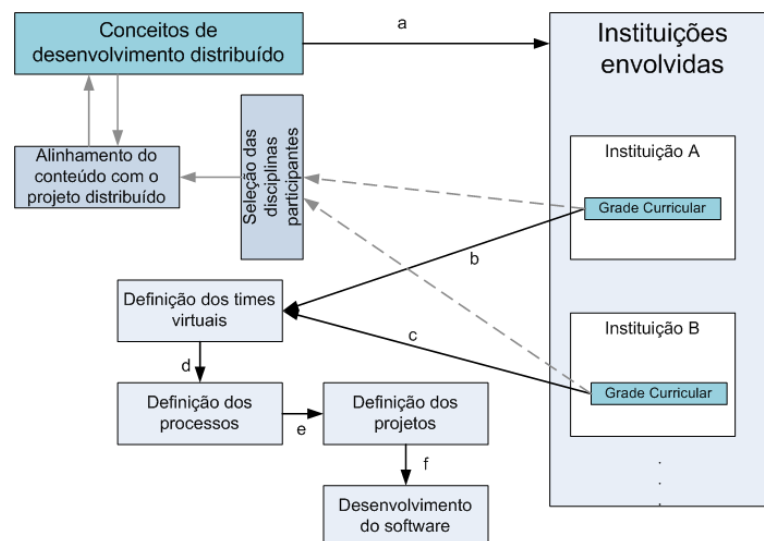 Conceitos de
desenvolvimento distribuído
a
Instituições
envolvidas
Alinhamento do
conteúdo com o
projeto distribuído
Seleção das
disciplinas
participantes
Instituição A
Grade Curricular
b
Definição dos times
virtuais
c
Instituição B
Grade Curricular
d
Definição dos
processos
e
Definição dos
projetos
f
Desenvolvimento
do software
.
.
.